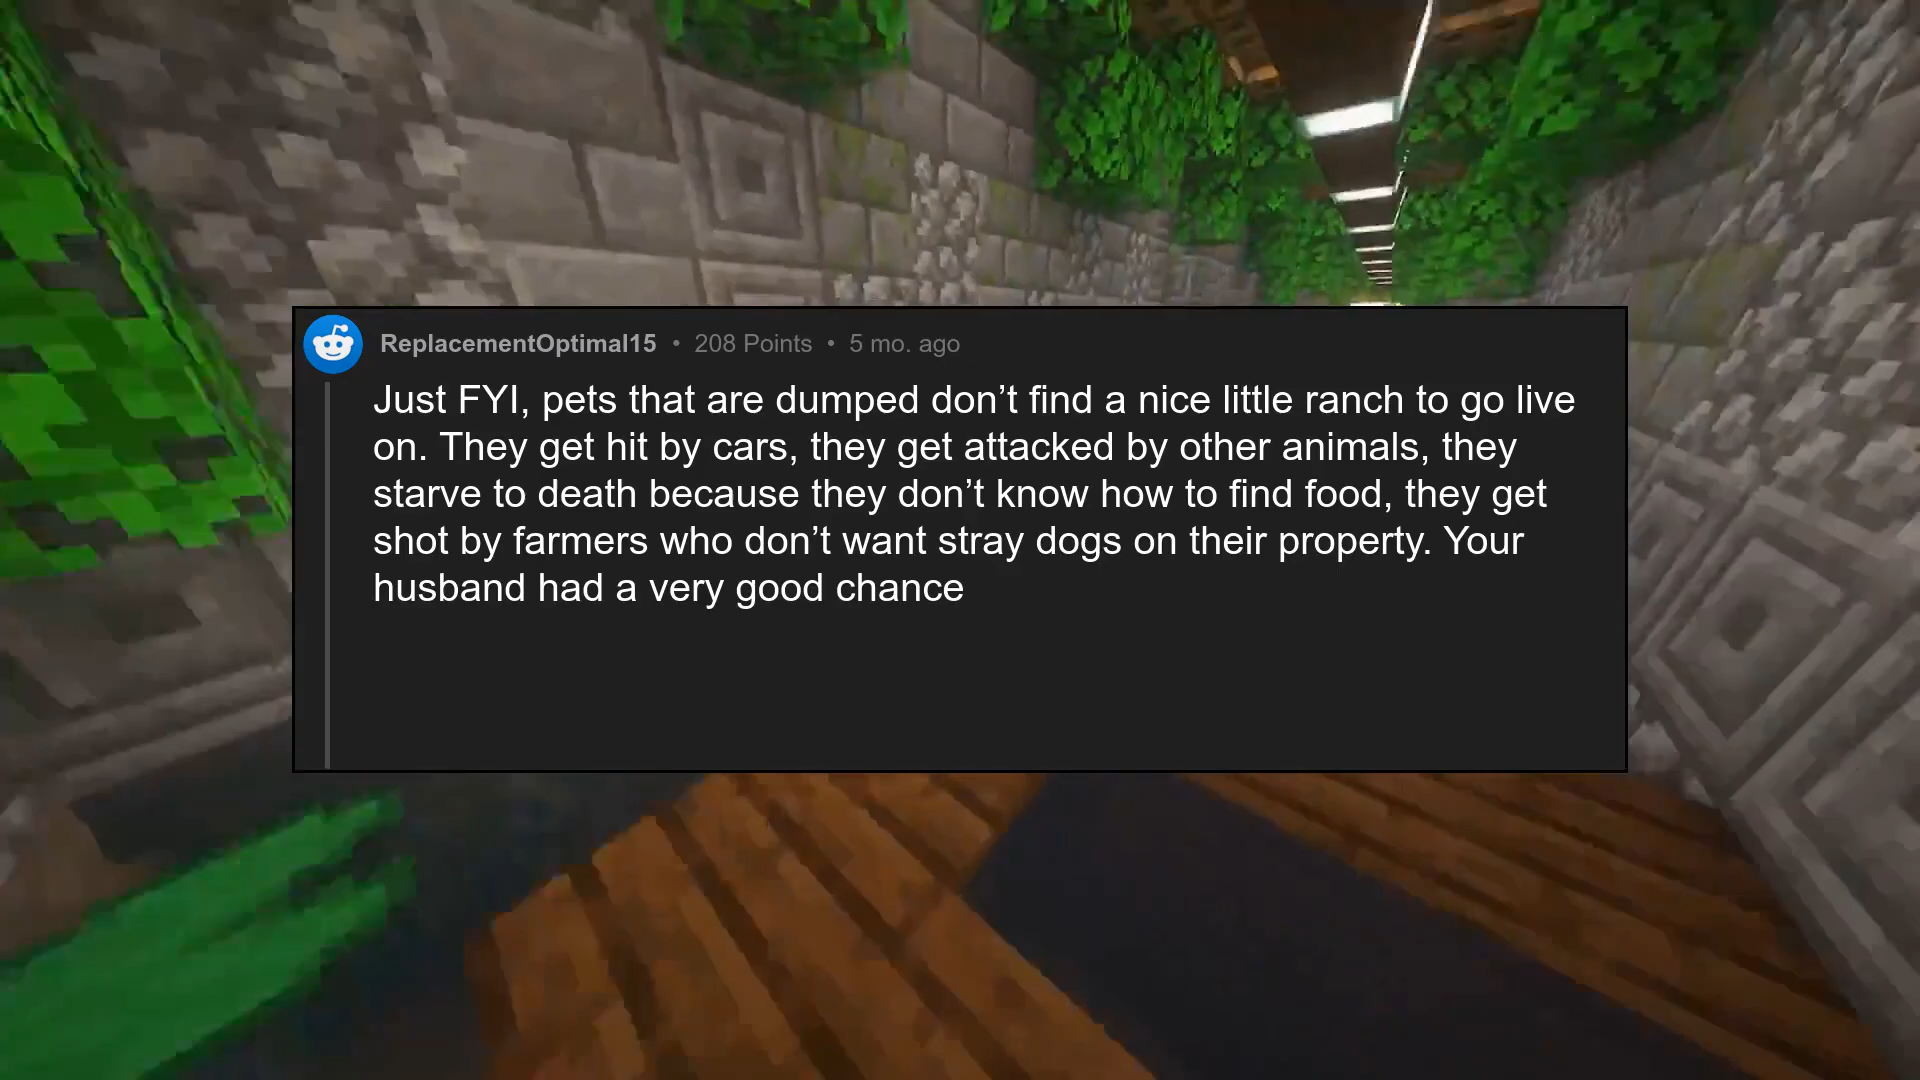 ReplacementOptimal15 • 208 Points • 5 mo. ago
Just FYI, pets that are dumped don’t find a nice little ranch to go live
on. They get hit by cars, they get attacked by other animals, they
starve to death because they don’t know how to find food, they get
shot by farmers who don’t want stray dogs on their property. Your
husband had a very good chance